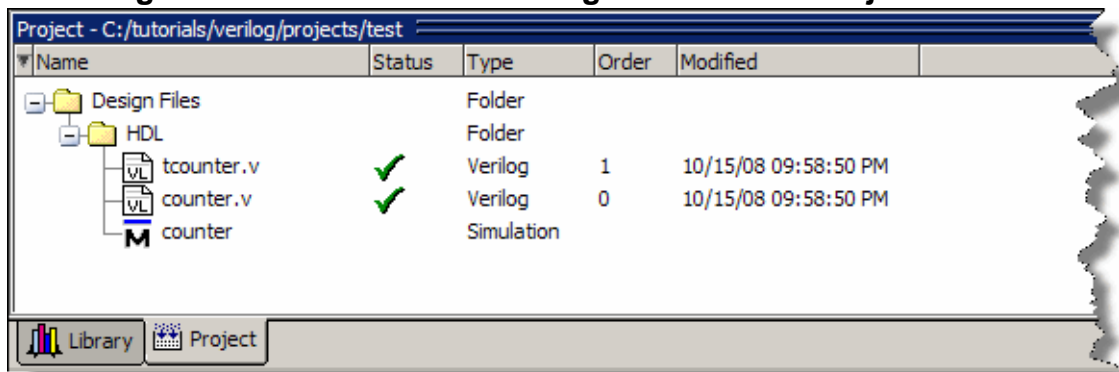 Project - C:/tutorials/verilog/projects/test
Name Status Type Order Modified
Design Files Folder
HDL Folder
VL tcounter.v Verilog 1 10/15/08 09:58:50 PM
VL counter.v Verilog 0 10/15/08 09:58:50 PM
M counter Simulation
Library Project